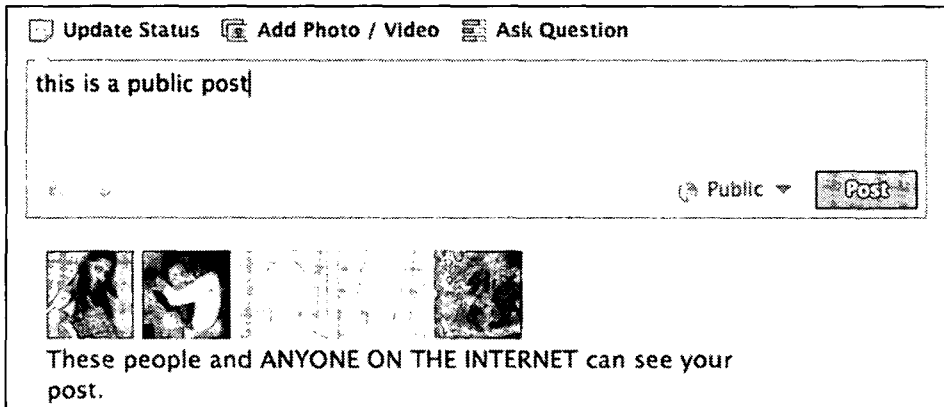 Update Status Add Photo / Video Ask Question
this is a public post
Public Post
These people and ANYONE ON THE INTERNET can see your
post.